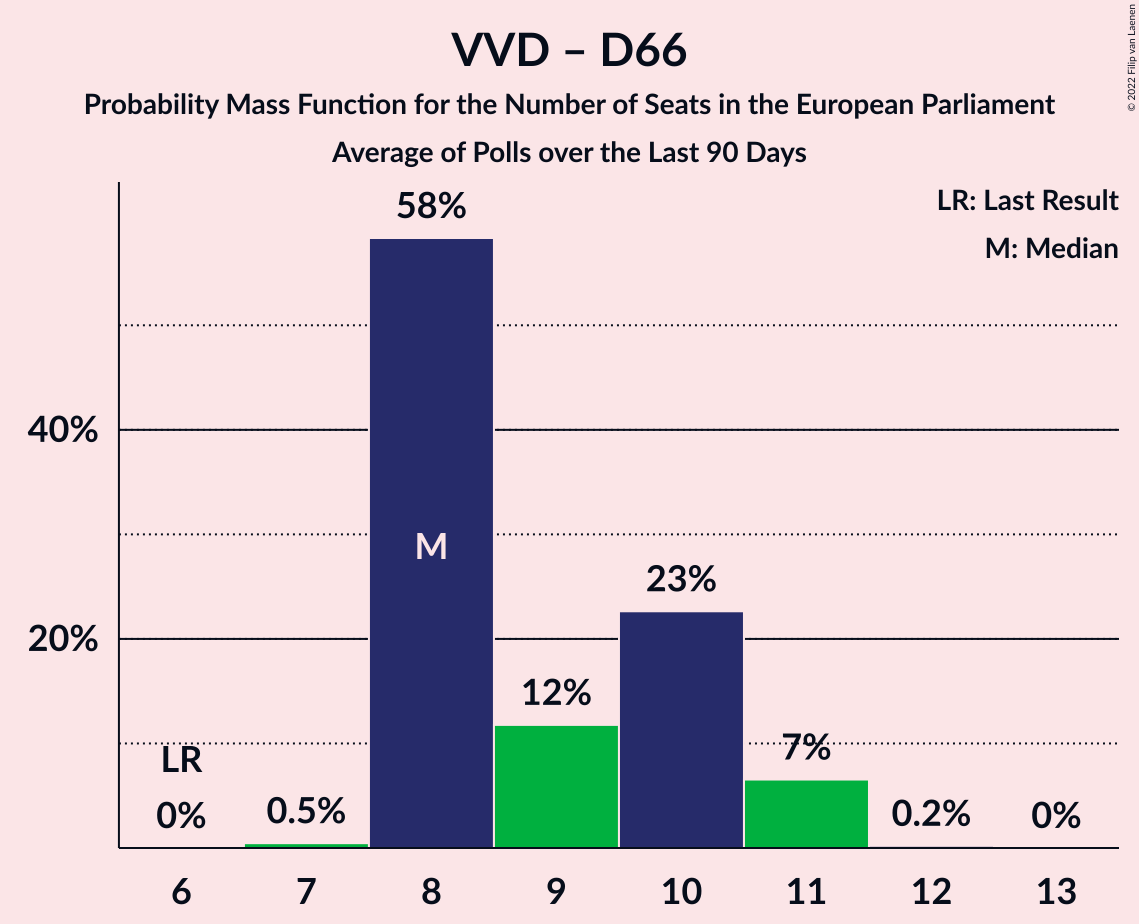 VVD – D66
Probability Mass Function for the Number of Seats in the European Parliament
Average of Polls over the Last 90 Days
© 2022 Filip van Laenen
LR: Last Result
M: Median
58%
40%
M
23%
20%
12%
7%
LR
0%
0.5%
0.2%
0%
6 7 8 9 10 11 12 13